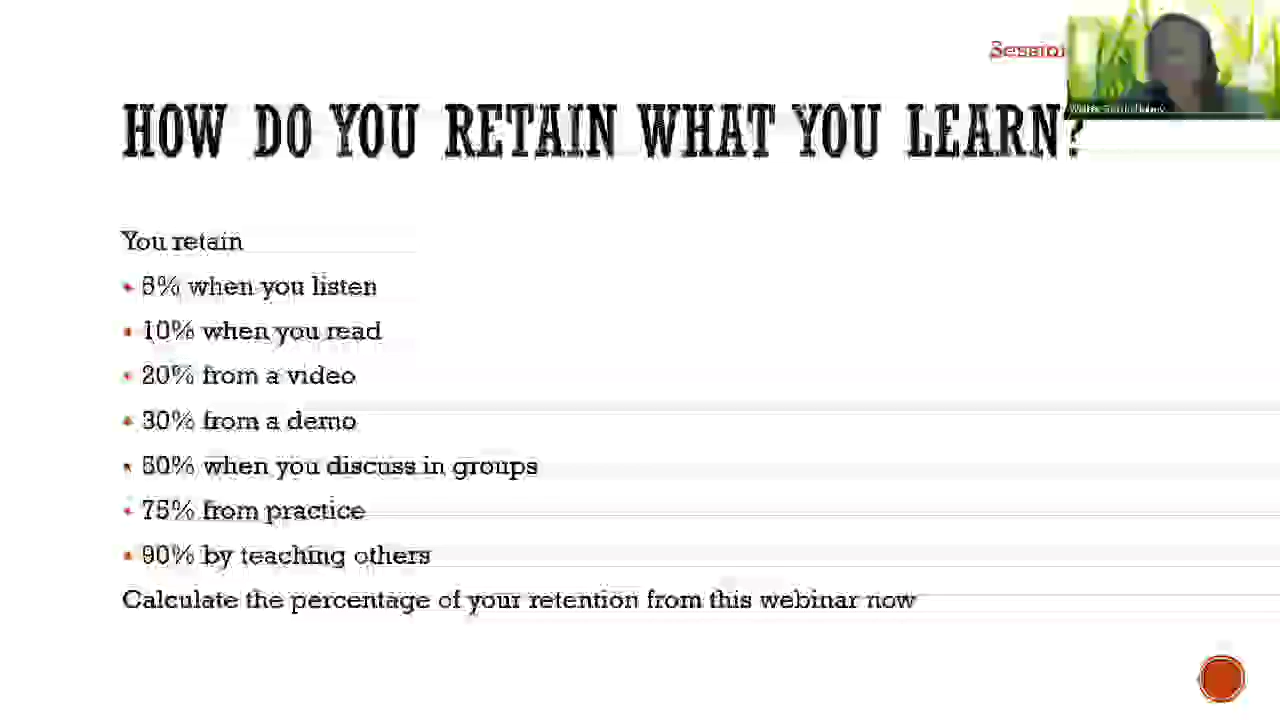 HOW DO YOU RETAIN WHAT YOU LEARN?
You retain
5% when you listen
10% when you read
20% from a video
30% from a demo
50% when you discuss in groups
75% from practice
90% by teaching others
Calculate the percentage of your retention from this webinar now